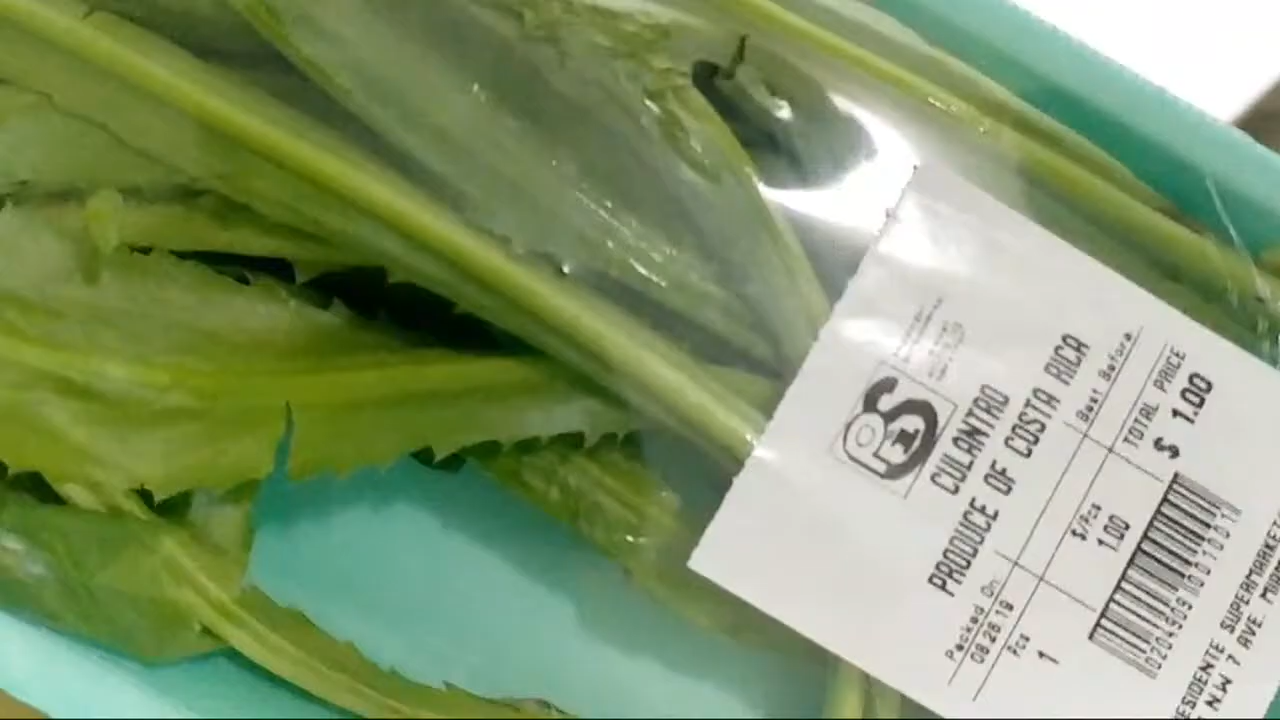 CULANTRO
PRODUCE OF COSTA RICA
Packed On:
08.28.19
Best Before
Pcs
1
$/Pcs
1.00
TOTAL PRICE
$ 1.00
ESIDENTE SUPERMARKET
N.W 7 AVE.